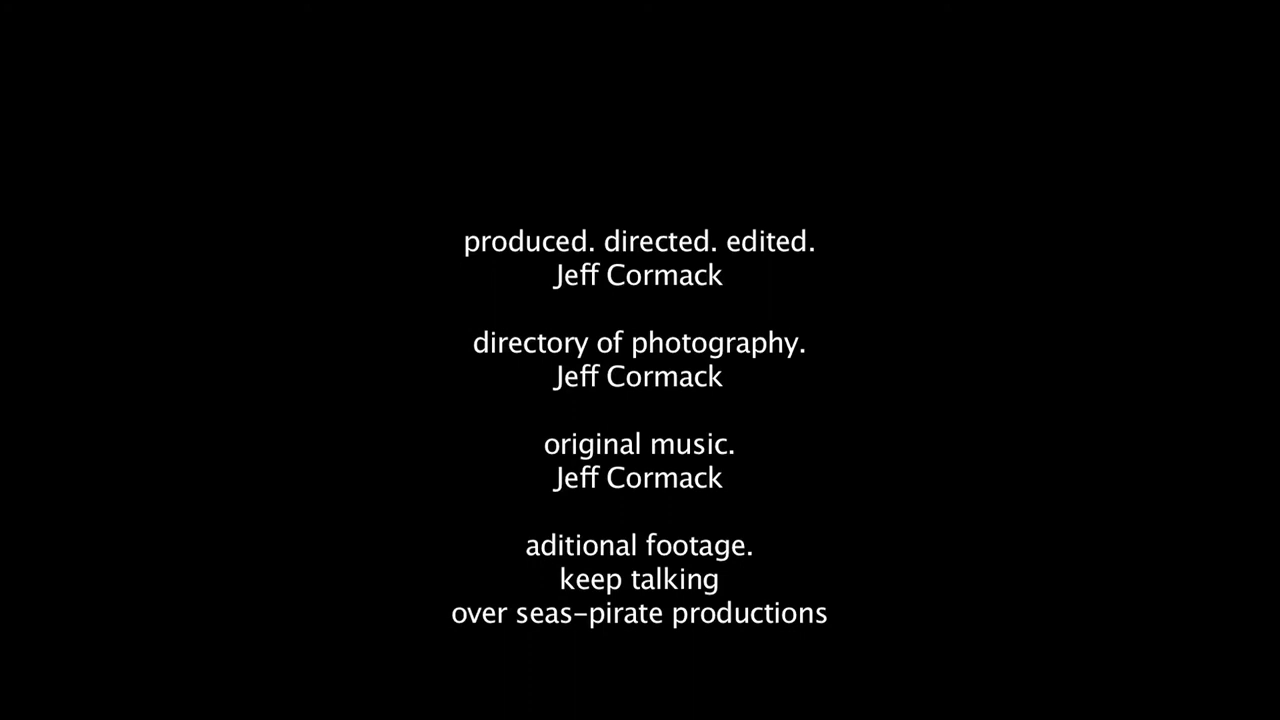 produced. directed. edited.
Jeff Cormack
directory of photography.
Jeff Cormack
original music.
Jeff Cormack
aditional footage.
keep talking
over seas-pirate productions